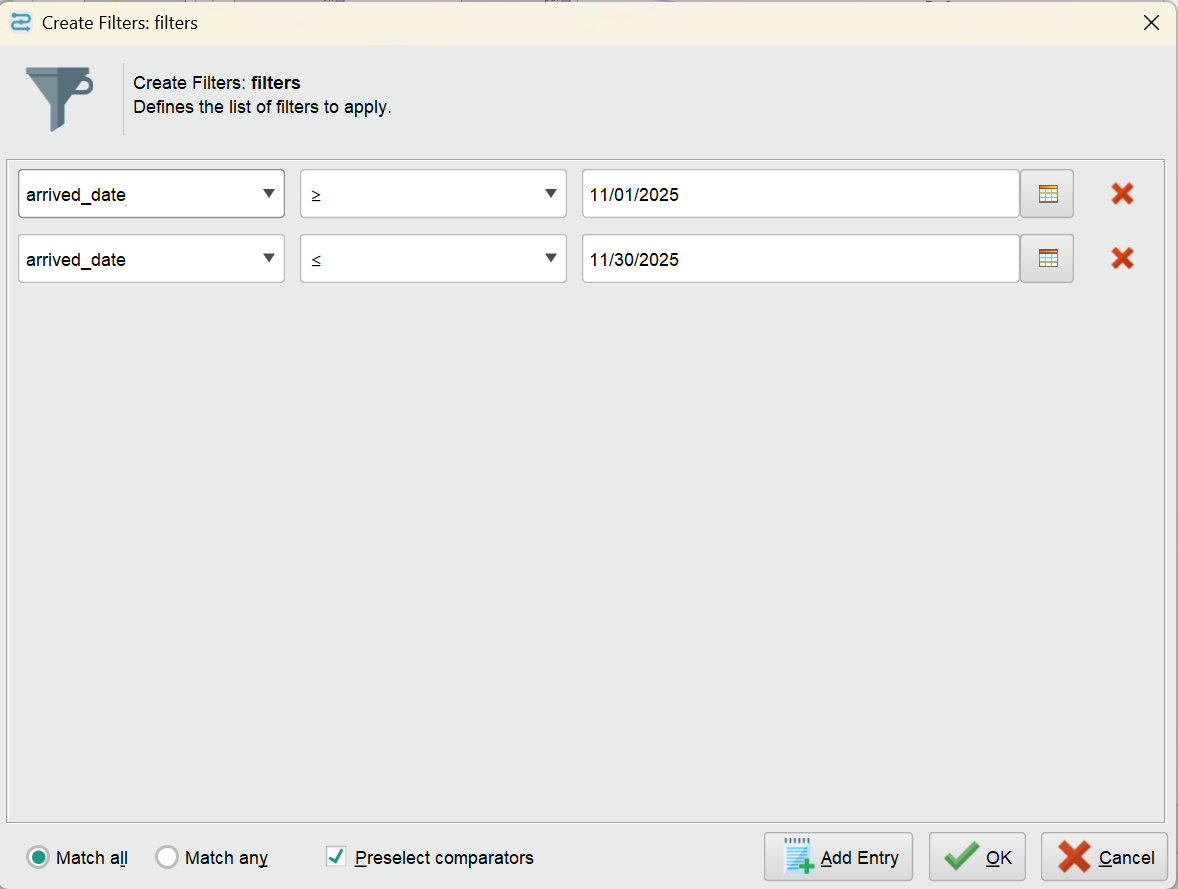 Create Filters: filters
Create Filters: filters
Defines the list of filters to apply.
arrived_date ≥ 11/01/2025
arrived_date ≤ 11/30/2025
Match all Match any Preselect comparators Add Entry OK Cancel